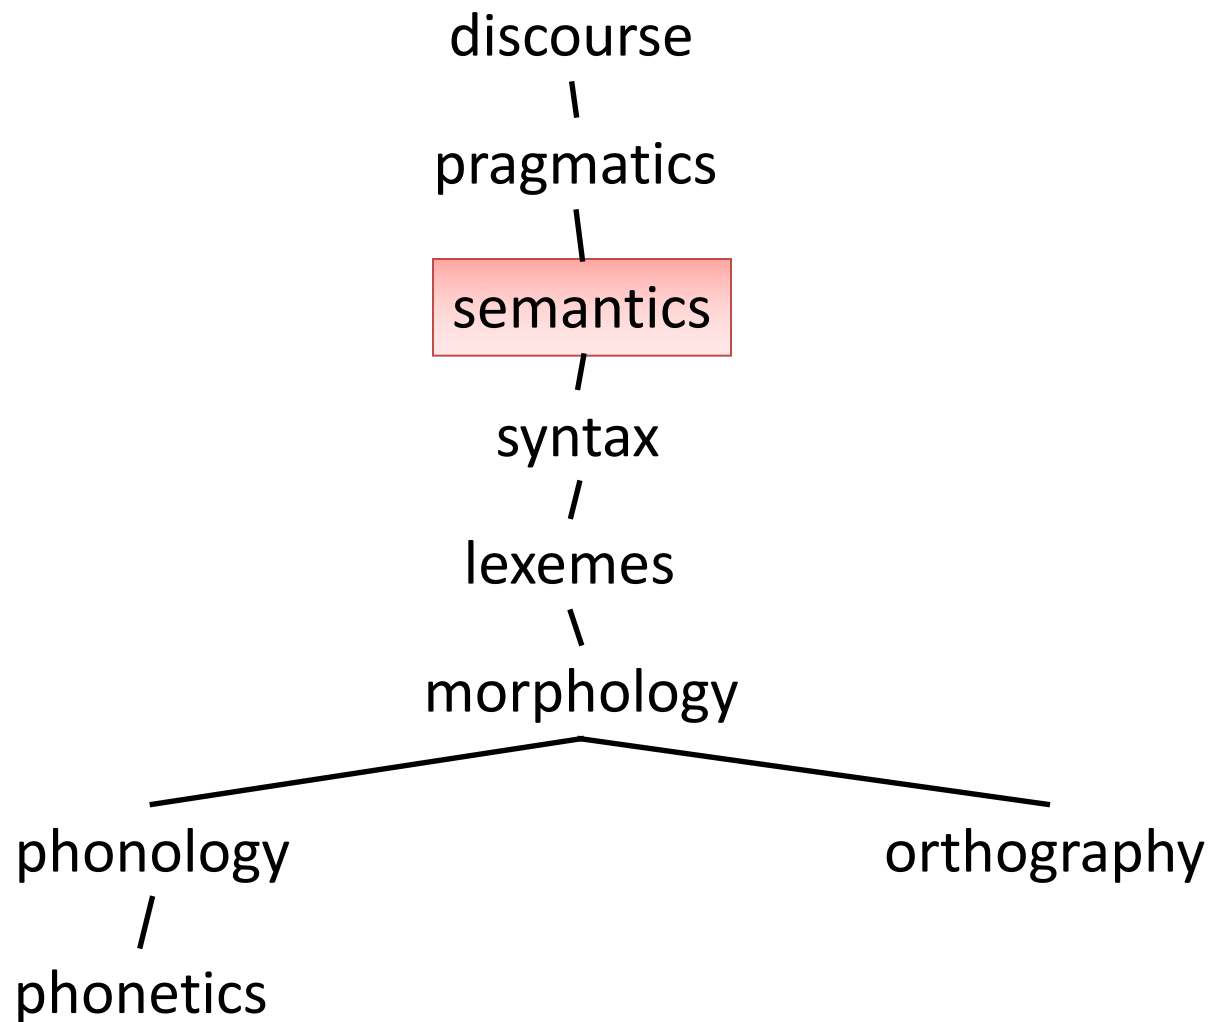 discourse
pragmatics
semantics
syntax
lexemes
morphology
phonology
orthography
phonetics